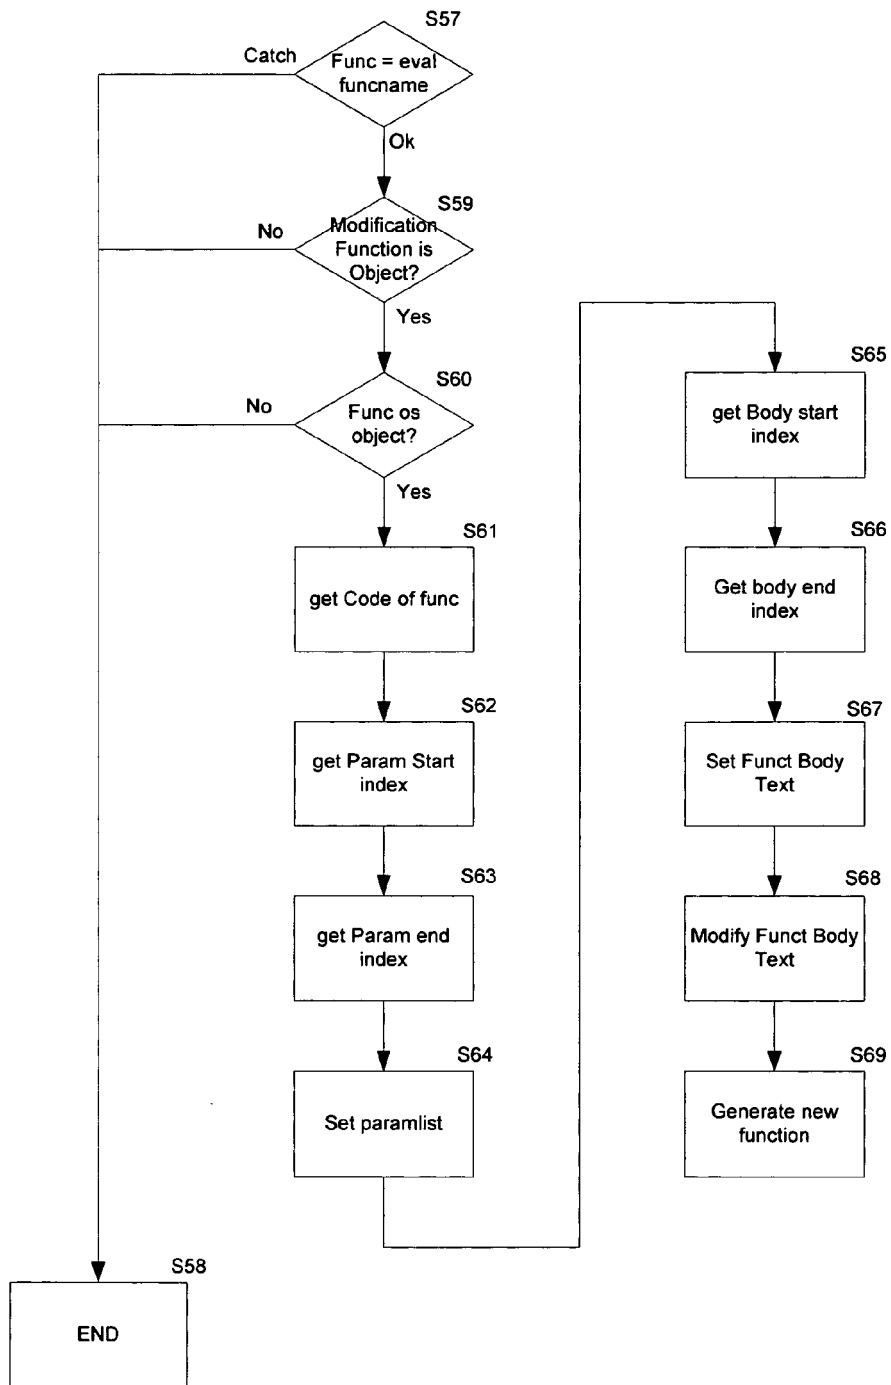 S57
Catch
Func = eval
funcname
Ok
S59
No
Modification
Function is
Object?
Yes
S60
No
Func os
object?
Yes
S61
get Code of func
S62
get Param Start
index
S63
get Param end
index
S64
Set paramlist
S65
get Body start
index
S66
Get body end
index
S67
Set Funct Body
Text
S68
Modify Funct Body
Text
S69
Generate new
function
S58
END